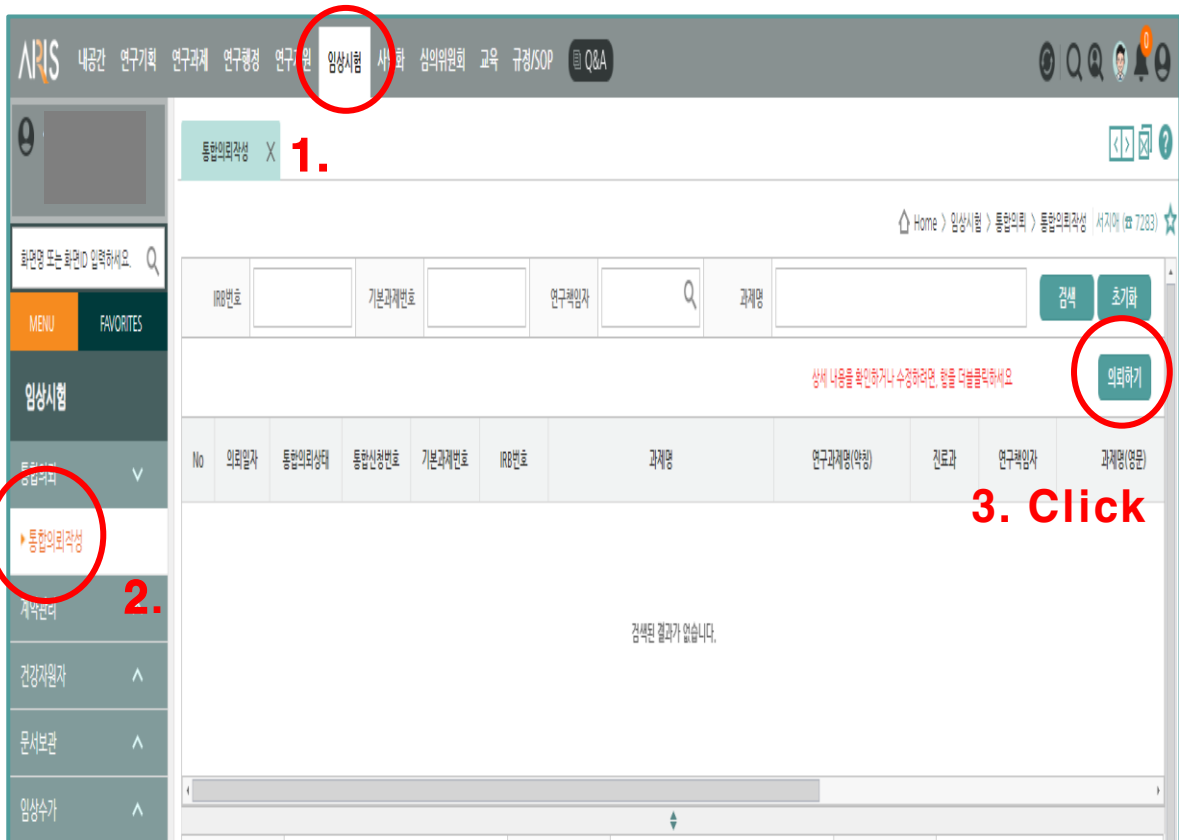 ARIS 내공간 연구기획 연구과제 연구행정 연구지원 임상시험 사업화 심의위원회 교육 규정/SOP Q&A 0
통합의뢰작성 X 1.
Home > 임상시험 > 통합의뢰 > 통합의뢰작성 서지애 (☎ 7283)
화면명 또는 화면ID 입력하세요.
MENU FAVORITES
IRB번호 기본과제번호 연구책임자 과제명 검색 초기화
상세 내용을 확인하거나 수정하려면, 행을 더블클릭하세요 의뢰하기
임상시험
No 의뢰일자 통합의뢰상태 통합신청번호 기본과제번호 IRB번호 과제명 연구과제명(약칭) 진료과 연구책임자 과제명(영문)
통합의뢰
3. Click
통합의뢰작성
2.
계약관리
검색된 결과가 없습니다.
건강자원자
문서보관
임상수가